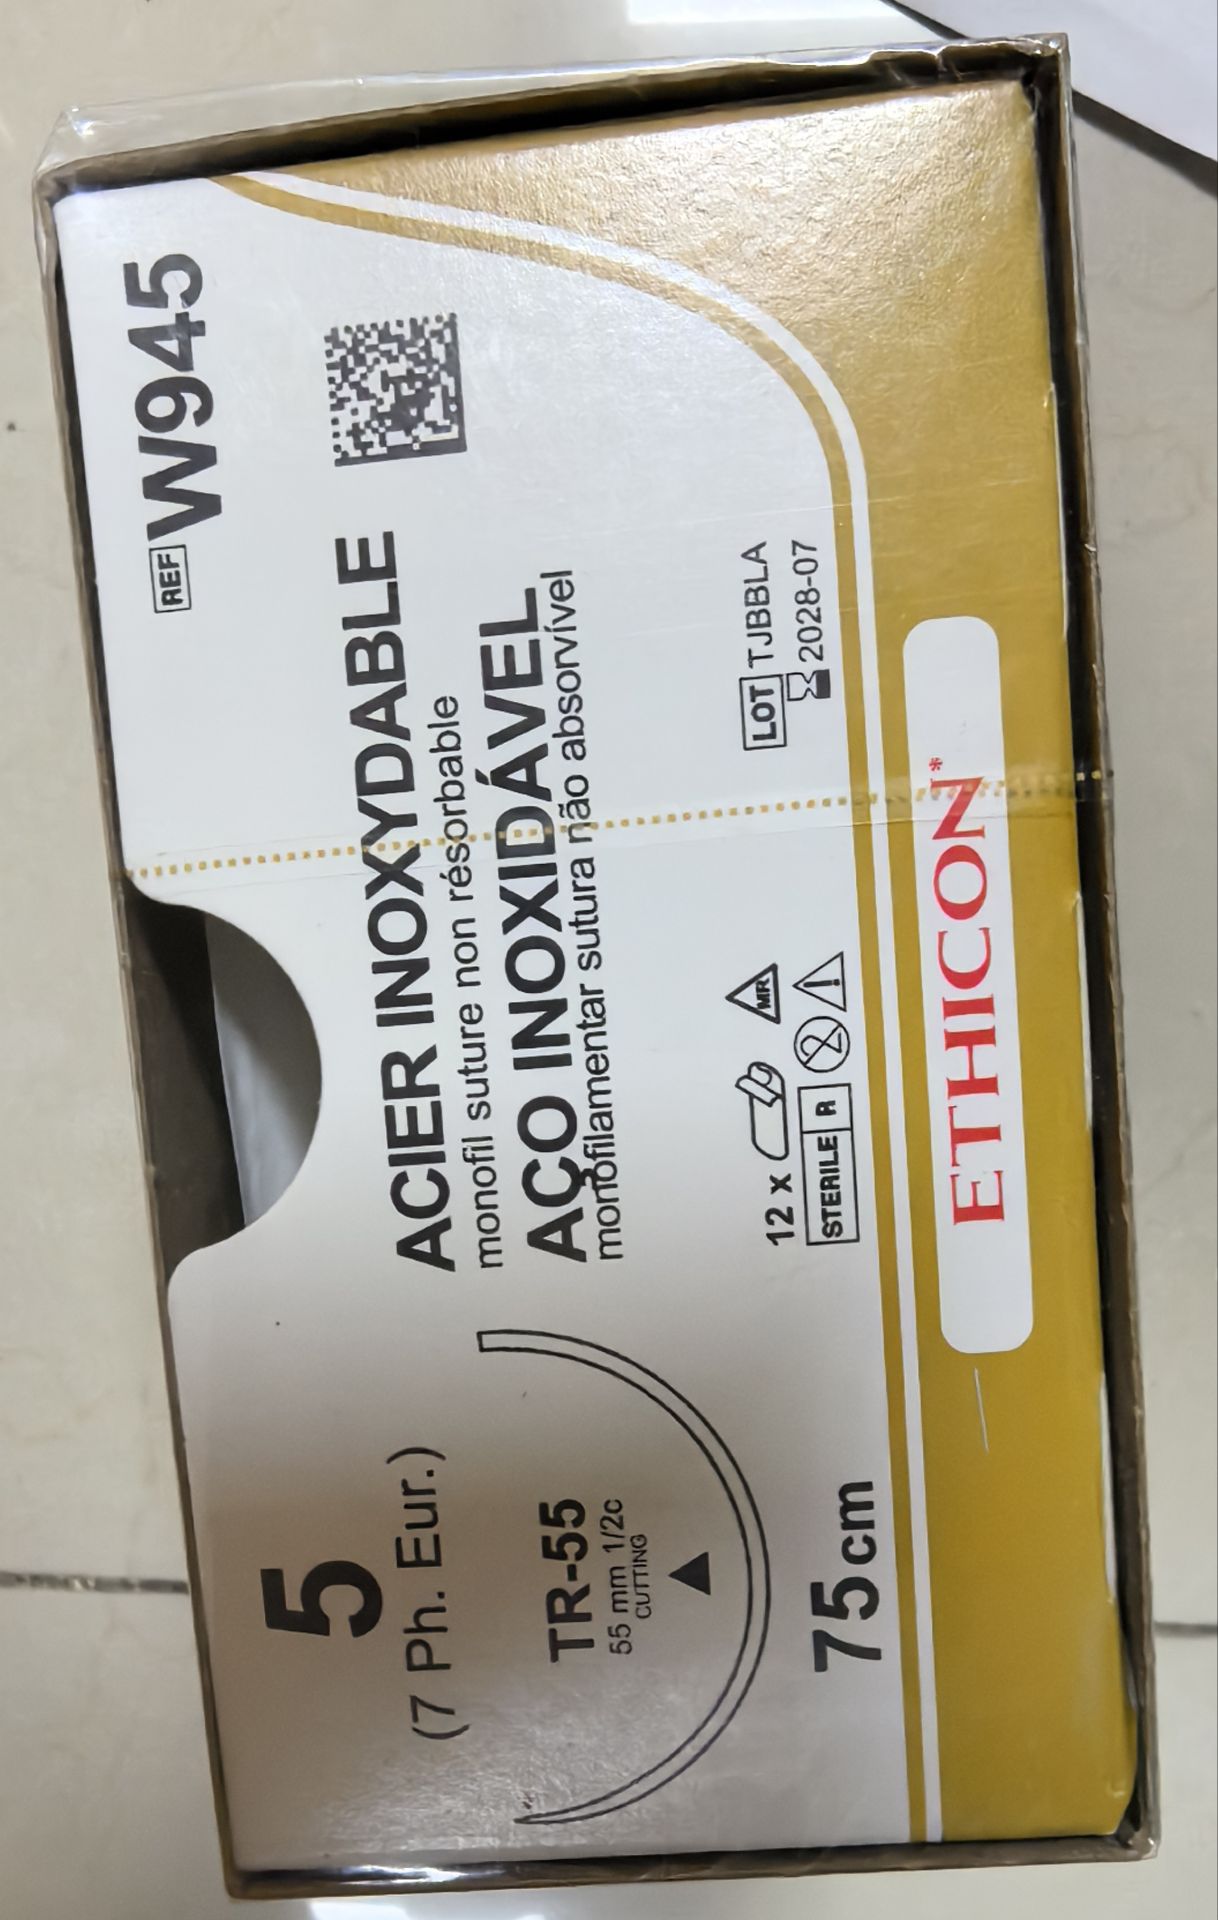 REF W945
5
(7 Ph. Eur.)
ACIER INOXYDABLE
monofil suture non résorbable
AÇO INOXIDÁVEL
monofilamentar sutura não absorvível
TR-55
55 mm 1/2c
CUTTING
12 x
MR
LOT TJBBLA
STERILE R
2
2028-07
75cm
ETHICON*